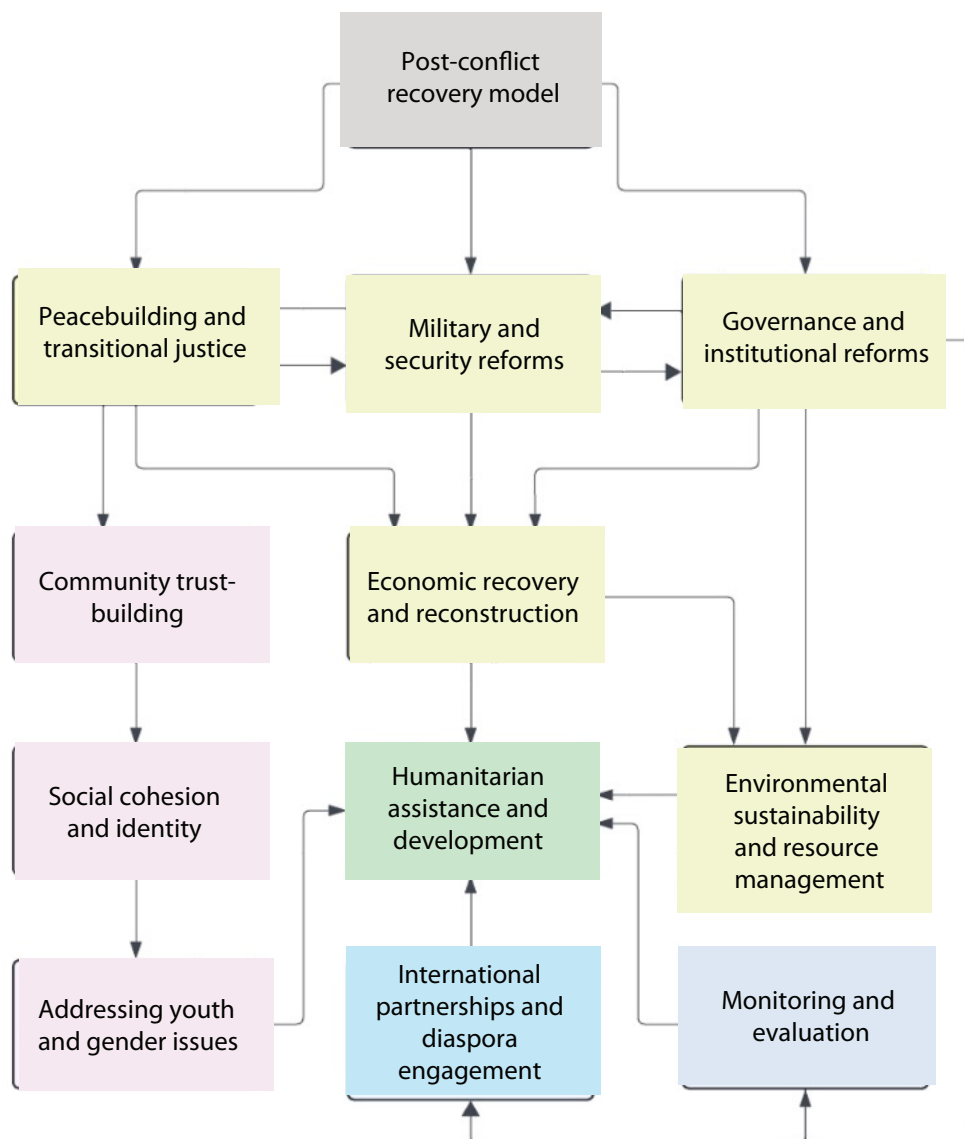 Post-conflict
recovery model
Peacebuilding and
transitional justice
Military and
security reforms
Governance and
institutional reforms
Community trust-
building
Economic recovery
and reconstruction
Social cohesion
and identity
Humanitarian
assistance and
development
Environmental
sustainability
and resource
management
Addressing youth
and gender issues
International
partnerships and
diaspora
engagement
Monitoring and
evaluation